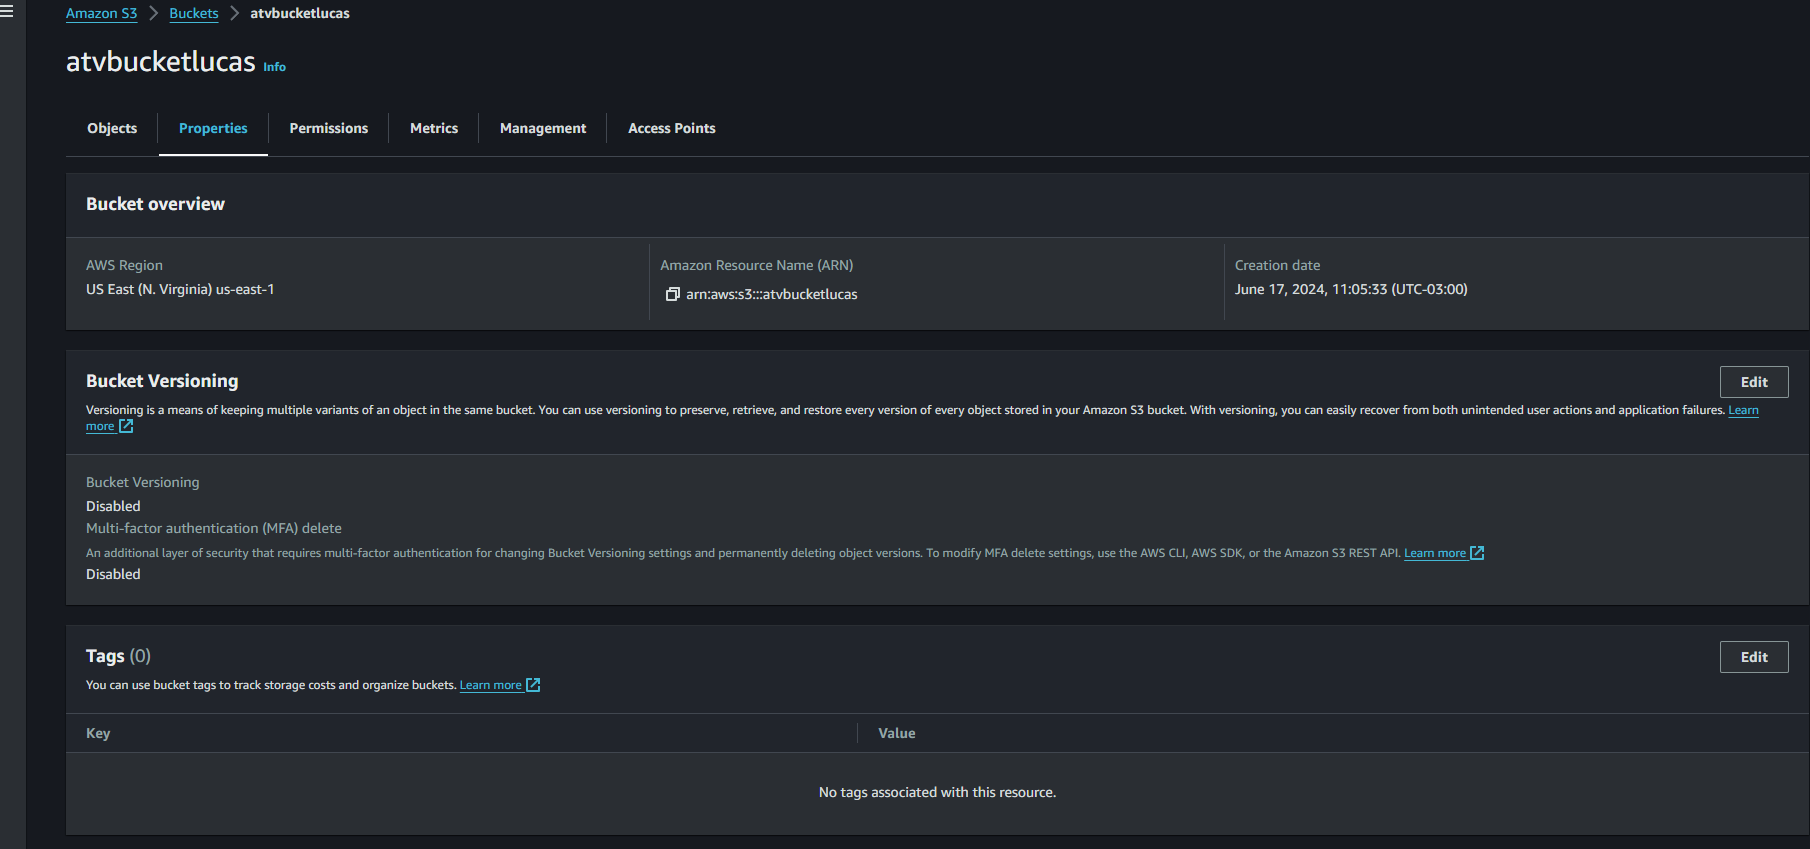 Amazon S3 > Buckets > atvbucketlucas
atvbucketlucas Info
Objects Properties Permissions Metrics Management Access Points
Bucket overview
AWS Region
US East (N. Virginia) us-east-1
Amazon Resource Name (ARN)
arn:aws:s3:::atvbucketlucas
Creation date
June 17, 2024, 11:05:33 (UTC-03:00)
Bucket Versioning
Edit
Versioning is a means of keeping multiple variants of an object in the same bucket. You can use versioning to preserve, retrieve, and restore every version of every object stored in your Amazon S3 bucket. With versioning, you can easily recover from both unintended user actions and application failures. Learn
more
Bucket Versioning
Disabled
Multi-factor authentication (MFA) delete
An additional layer of security that requires multi-factor authentication for changing Bucket Versioning settings and permanently deleting object versions. To modify MFA delete settings, use the AWS CLI, AWS SDK, or the Amazon S3 REST API. Learn more
Disabled
Tags (0)
Edit
You can use bucket tags to track storage costs and organize buckets. Learn more
Key Value
No tags associated with this resource.